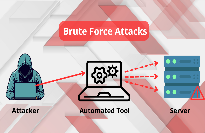 Brute Force Attacks
Attacker
Automated Tool
Server